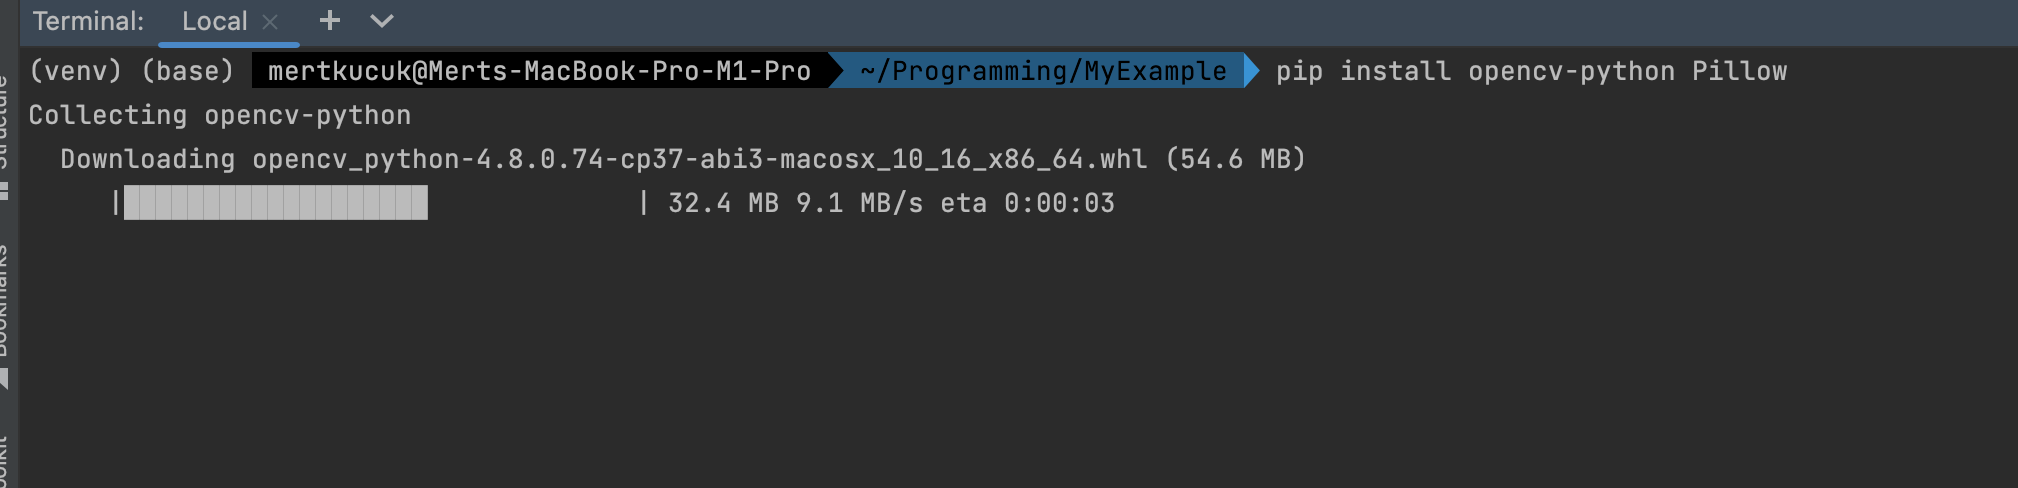 Terminal: Local
(venv) (base) mertkucuk@Merts-MacBook-Pro-M1-Pro ~/Programming/MyExample pip install opencv-python Pillow
Collecting opencv-python
Downloading opencv_python-4.8.0.74-cp37-abi3-macosx_10_16_x86_64.whl (54.6 MB)
| | 32.4 MB 9.1 MB/s eta 0:00:03
Structure
Bookmarks